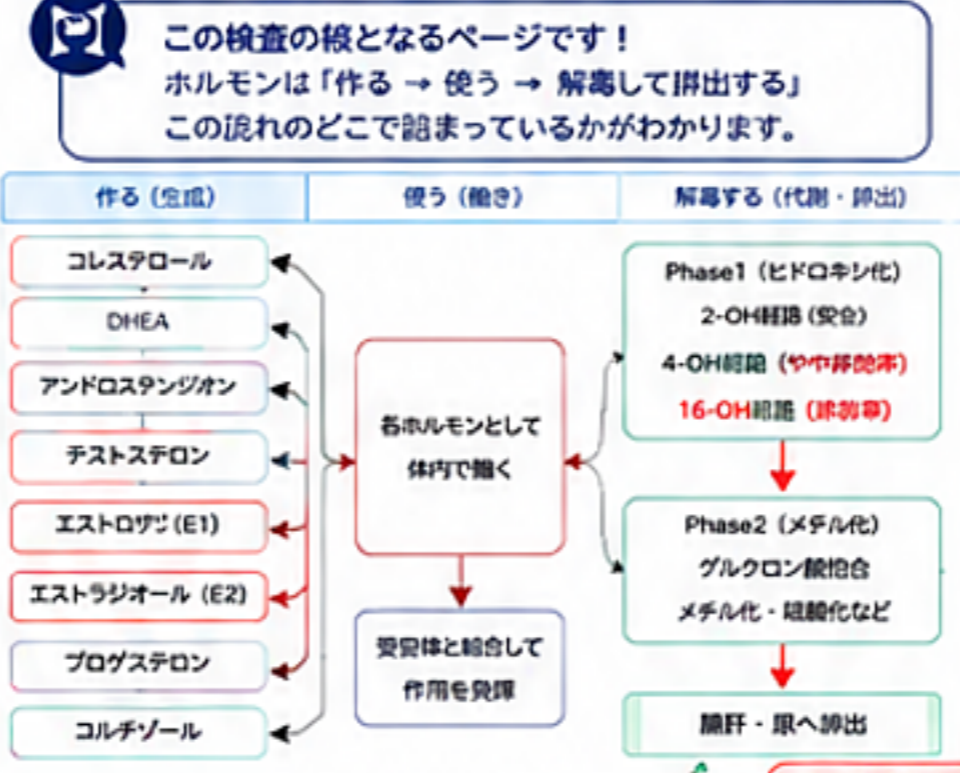 この検査の核となるページです！
ホルモンは「作る → 使う → 解毒して排出する」
この流れのどこで詰まっているかがわかります。
作る（生成）
使う（働き）
解毒する（代謝・排出）
コレステロール
DHEA
アンドロステンジオン
テストステロン
エストロゲン (E1)
エストラジオール (E2)
プロゲステロン
コルチゾール
各ホルモンとして
体内で働く
受容体と結合して
作用を発揮
Phase1（ヒドロキシ化）
2-OH経路（安全）
4-OH経路
16-OH経路
Phase2（メチル化）
グルクロン酸抱合
メチル化・硫酸化など
・尿へ排出